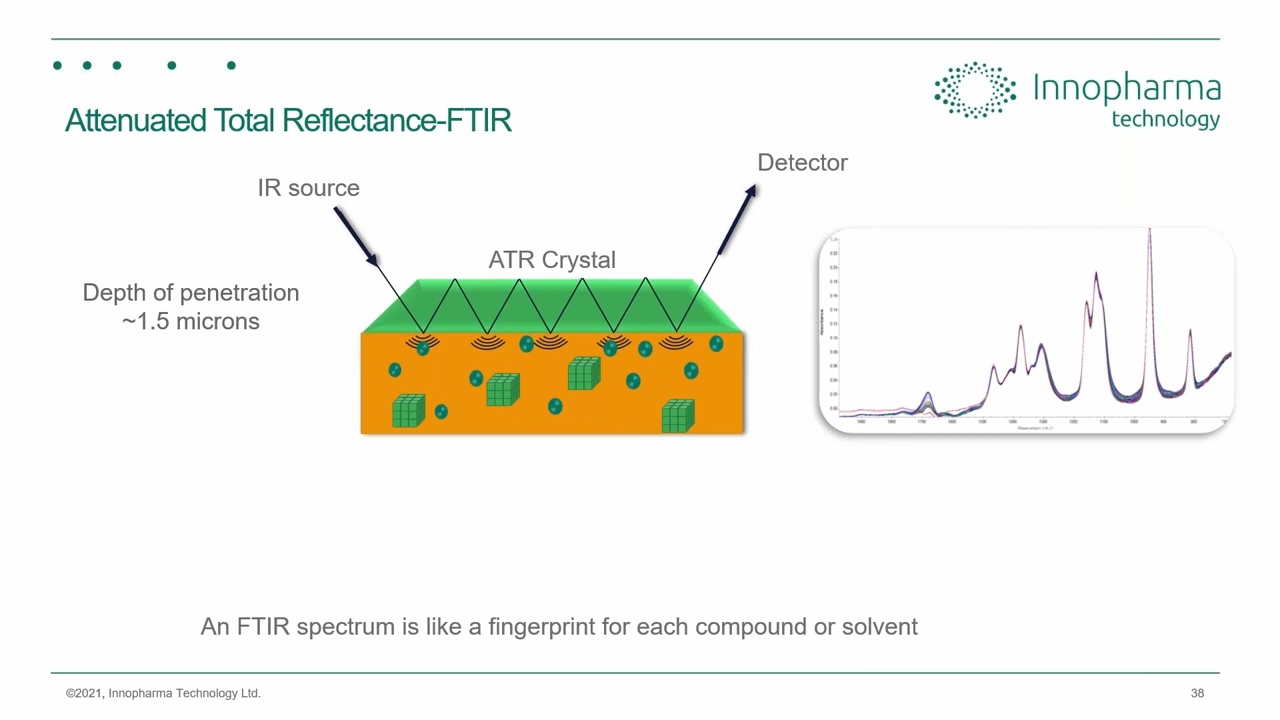 Innopharma
technology
Attenuated Total Reflectance-FTIR
Detector
IR source
ATR Crystal
Depth of penetration
~1.5 microns
An FTIR spectrum is like a fingerprint for each compound or solvent
©2021, Innopharma Technology Ltd.
38